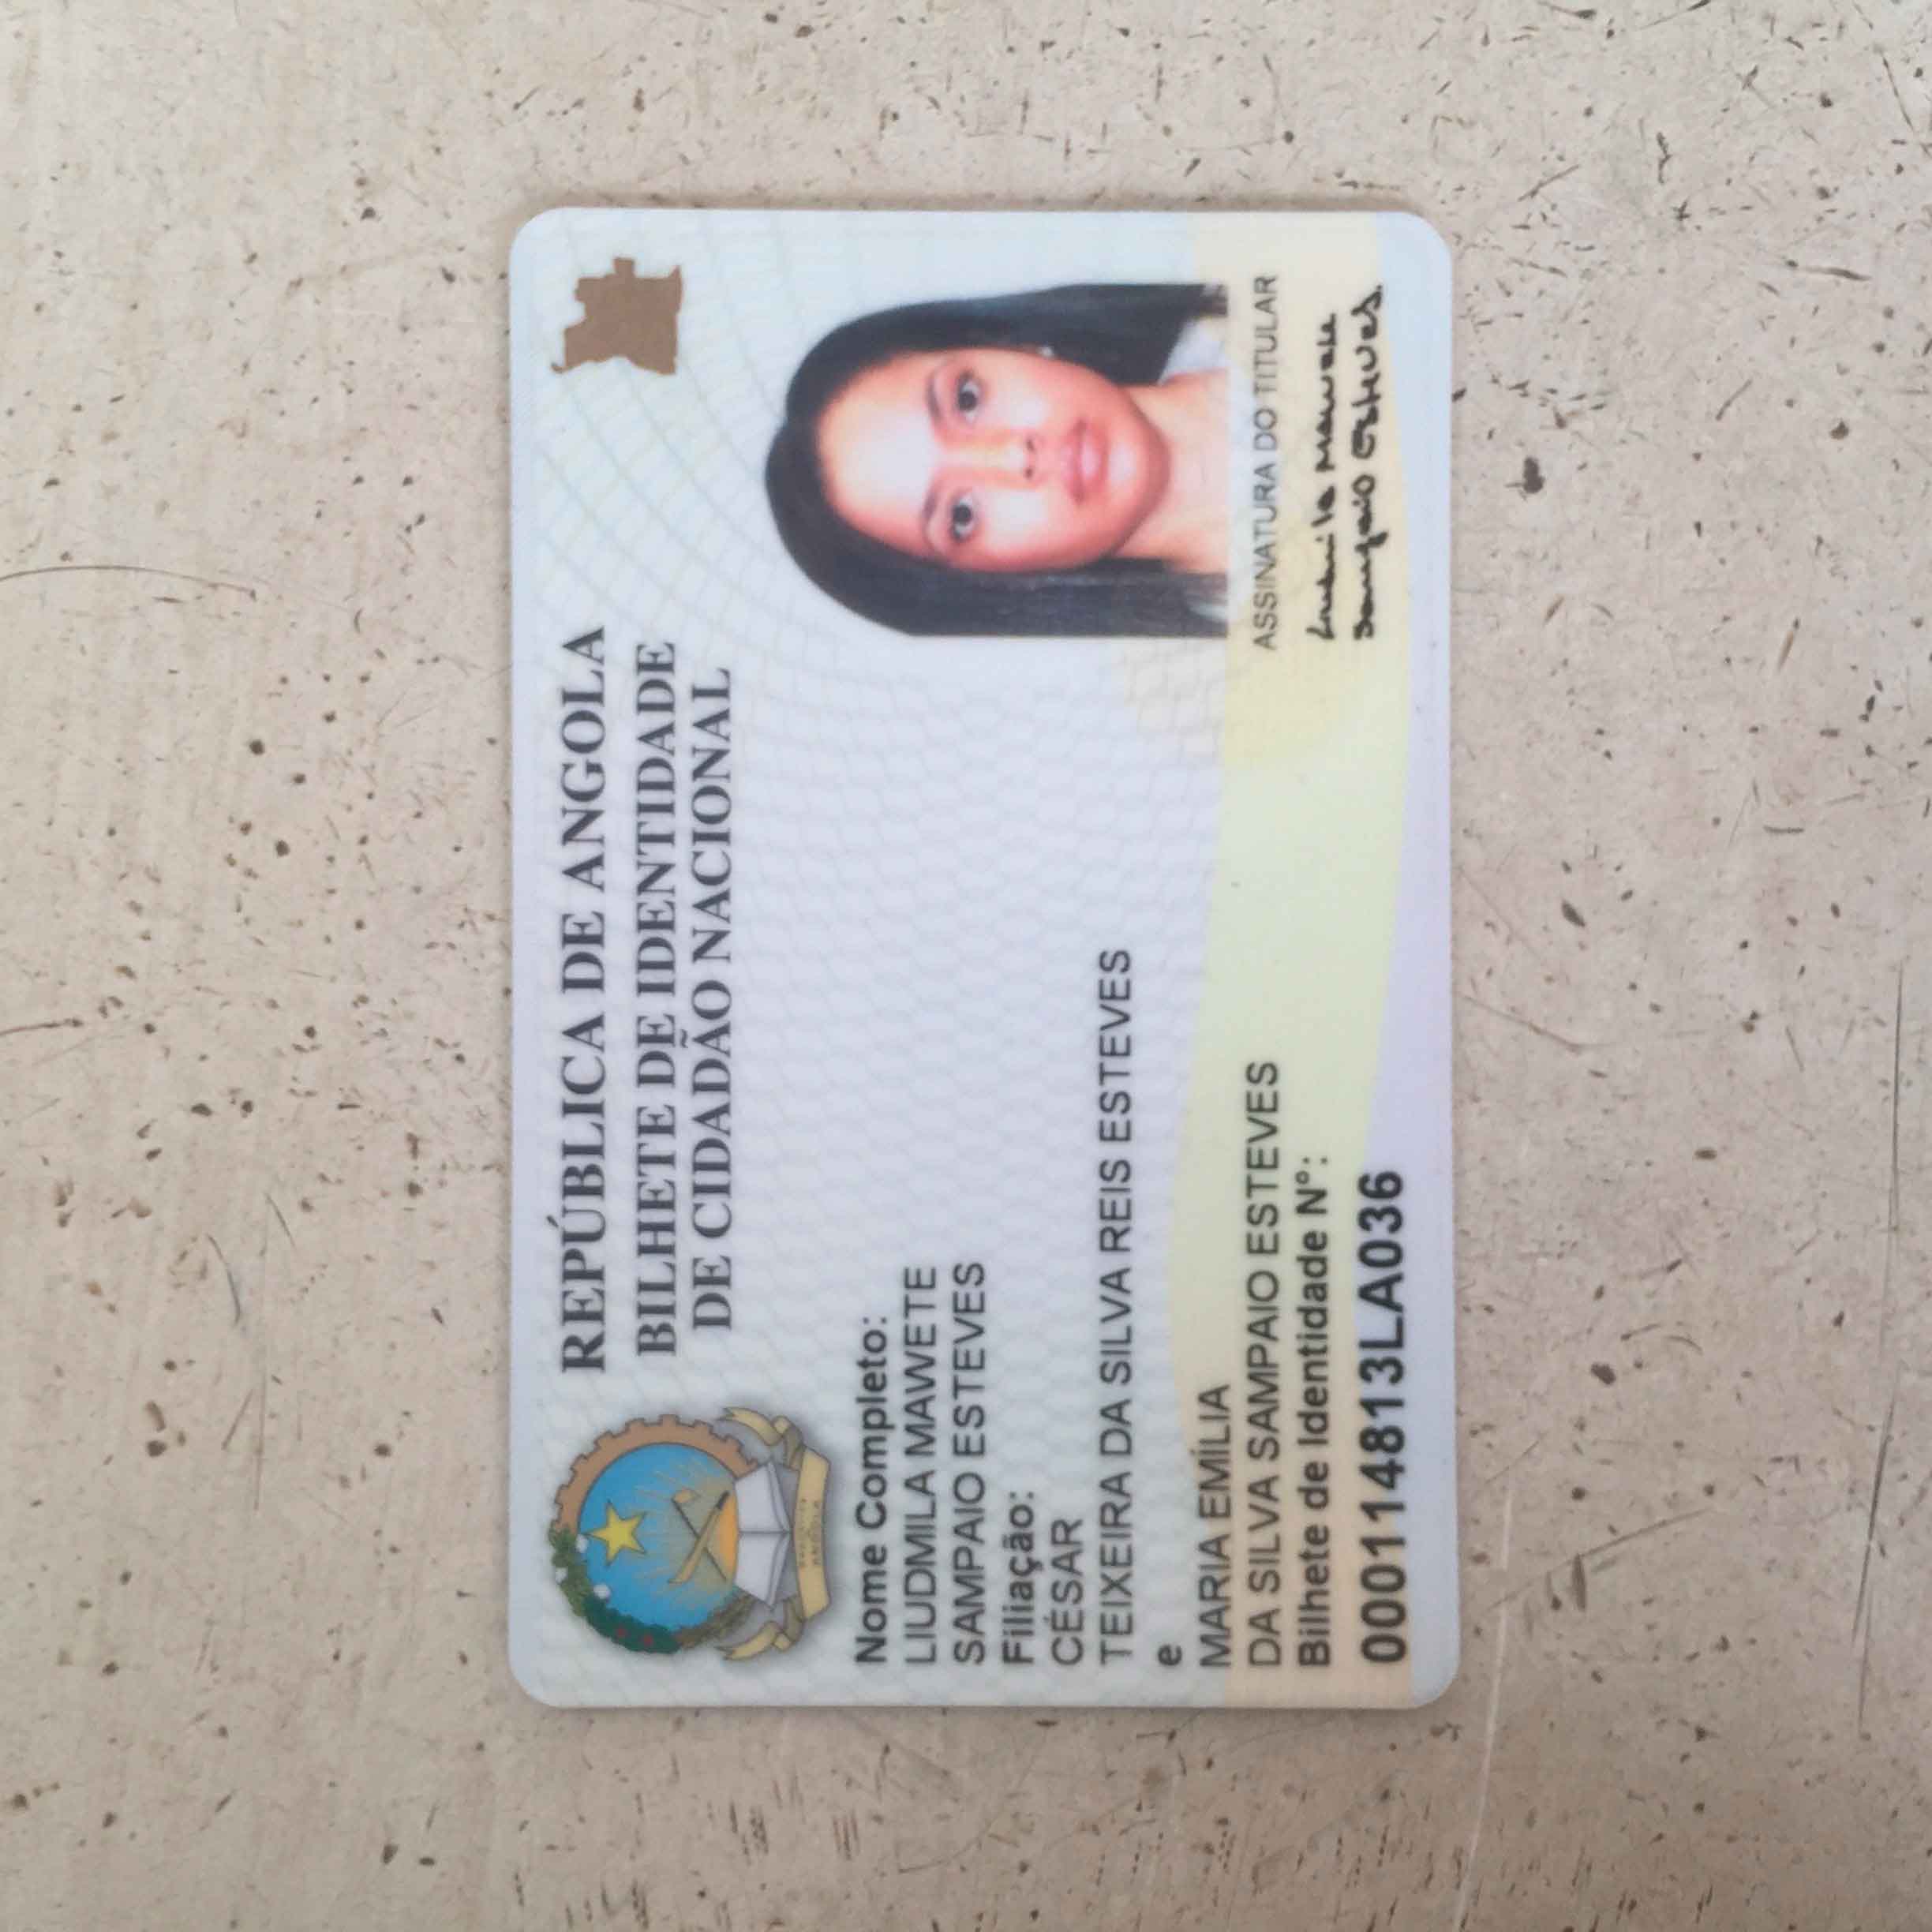 REPÚBLICA DE ANGOLA
BILHETE DE IDENTIDADE
DE CIDADÃO NACIONAL
ANGOLA
Nome Completo:
LIUDMILA MAWETE
SAMPAIO ESTEVES
Filiação:
CÉSAR
TEIXEIRA DA SILVA REIS ESTEVES
e
MARIA EMÍLIA
DA SILVA SAMPAIO ESTEVES
Bilhete de Identidade Nº:
000114813LA036
ASSINATURA DO TITULAR
Liudmila Mawete
Sampaio Esteves